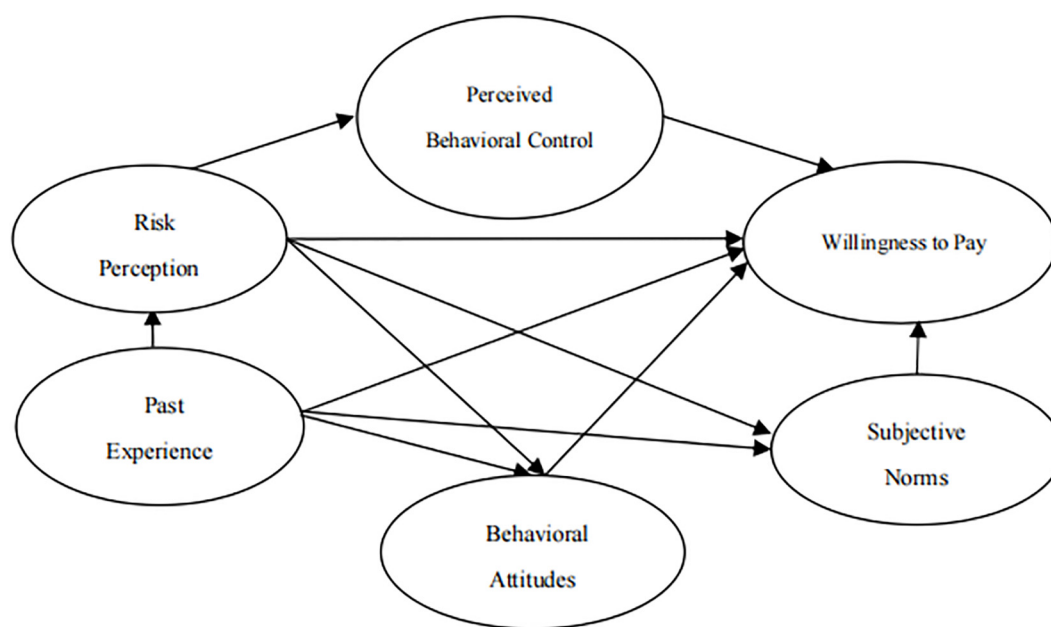 Perceived
Behavioral Control
Risk
Perception
Willingness to Pay
Past
Experience
Subjective
Norms
Behavioral
Attitudes